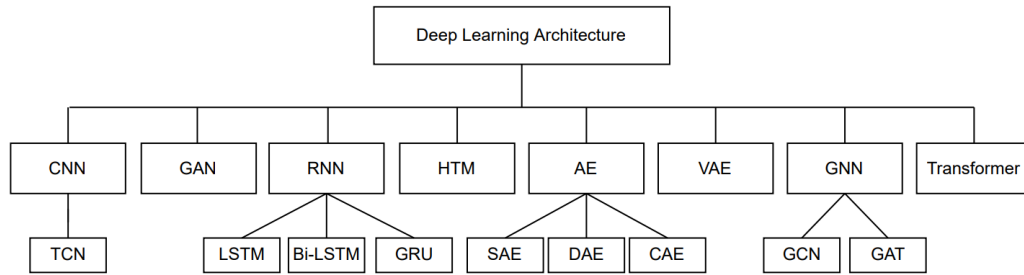 Deep Learning Architecture
CNN
GAN
RNN
HTM
AE
VAE
GNN
Transformer
TCN
LSTM
Bi-LSTM
GRU
SAE
DAE
CAE
GCN
GAT